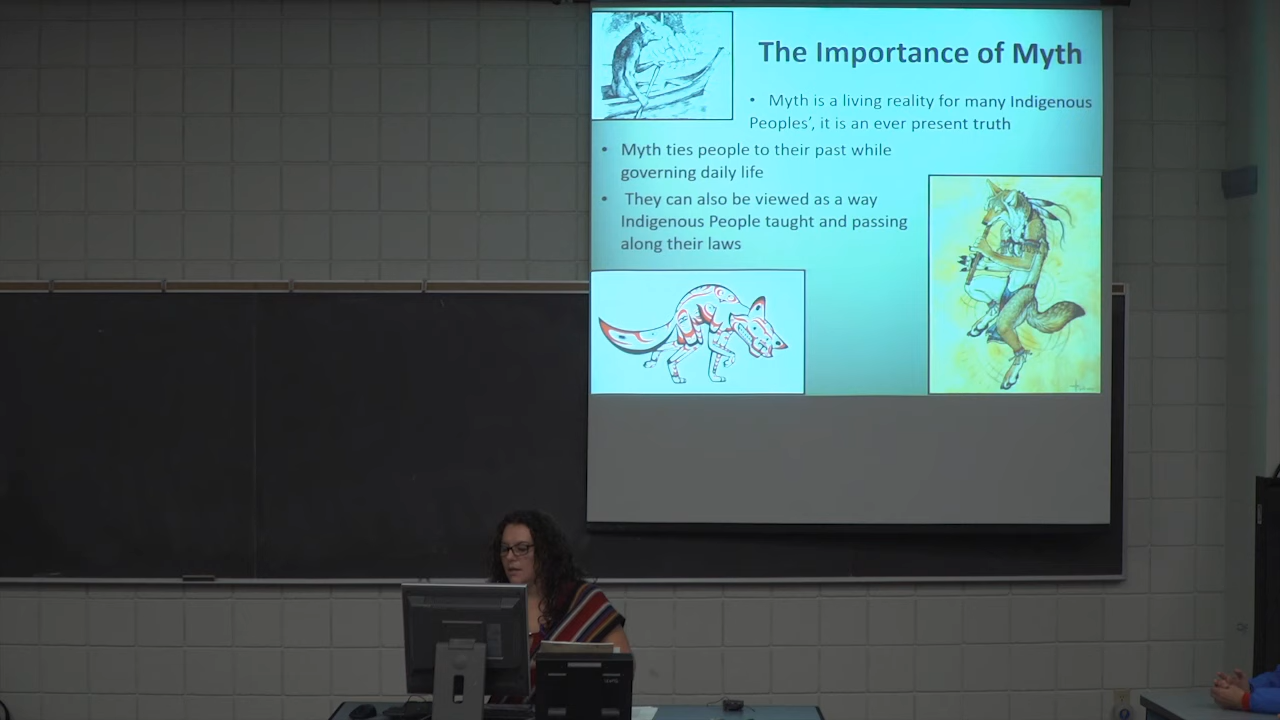 The Importance of Myth
• Myth is a living reality for many Indigenous
Peoples’, it is an ever present truth
• Myth ties people to their past while
governing daily life
• They can also be viewed as a way
Indigenous People taught and passing
along their laws